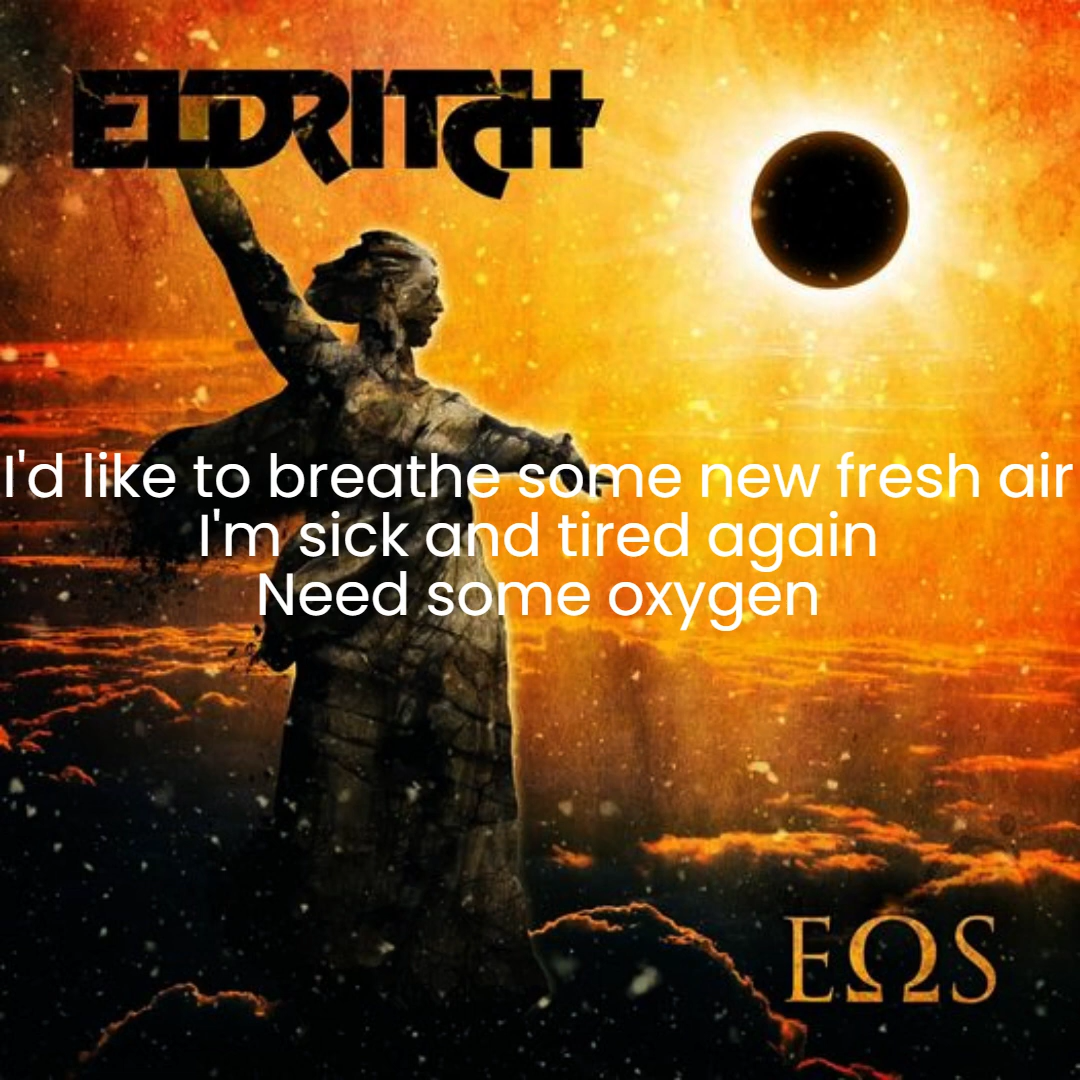 ELDRITCH
I'd like to breathe some new fresh air
I'm sick and tired again
Need some oxygen
EΩS